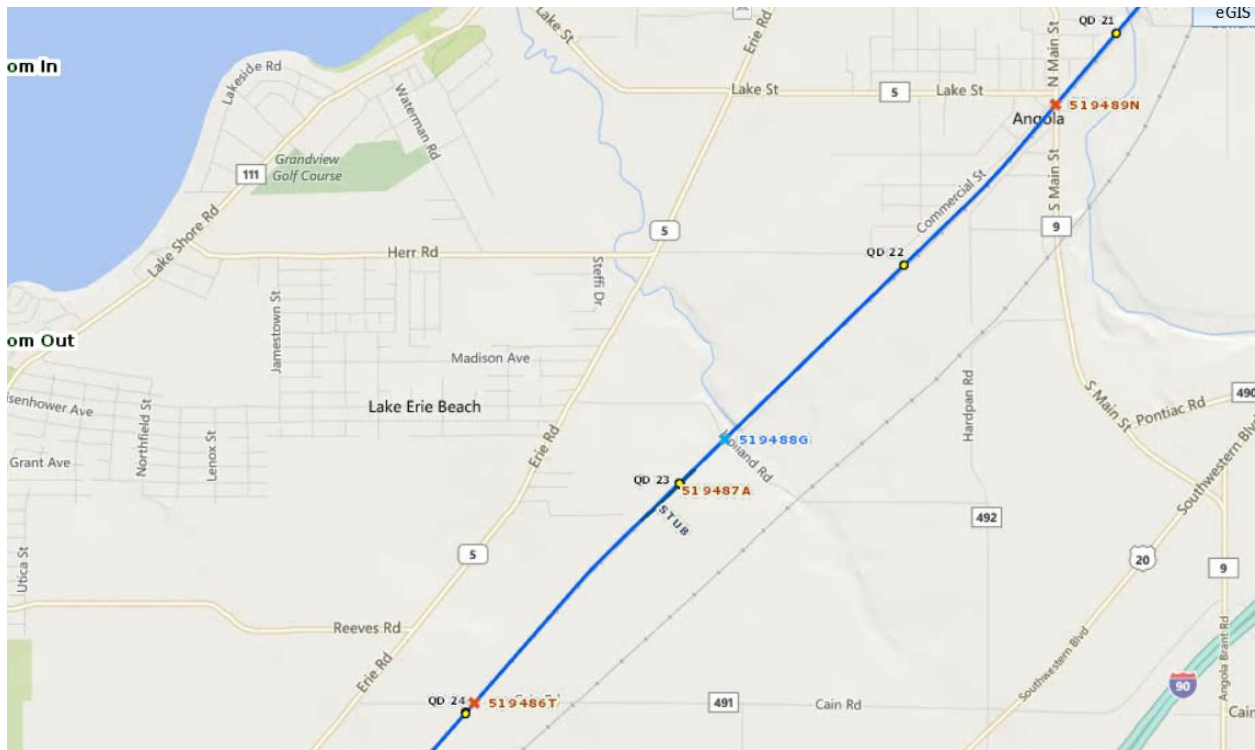 eGIS
QD 21
Lake St
Erie Rd
N Main St
om In
Lakeside Rd
Waterman Rd
Lake St
5
Lake St
519489N
Angola
Grandview
Golf Course
111
Commercial St
S Main St
Lake Shore Rd
5
9
Herr Rd
QD 22
Steffi Dr
Jamestown St
om Out
Madison Ave
Hardpan Rd
S Main St
490
Pontiac Rd
senhower Ave
Lake Erie Beach
Northfield St
Lenox St
519488G
Holland Rd
Grant Ave
Erie Rd
QD 23
519487A
STUB
Southwestern Blvd
492
5
20
9
Utica St
Reeves Rd
Southwestern Blvd
Angola Brant Rd
Erie Rd
QD 24
519486T
491
Cain Rd
90
Cain